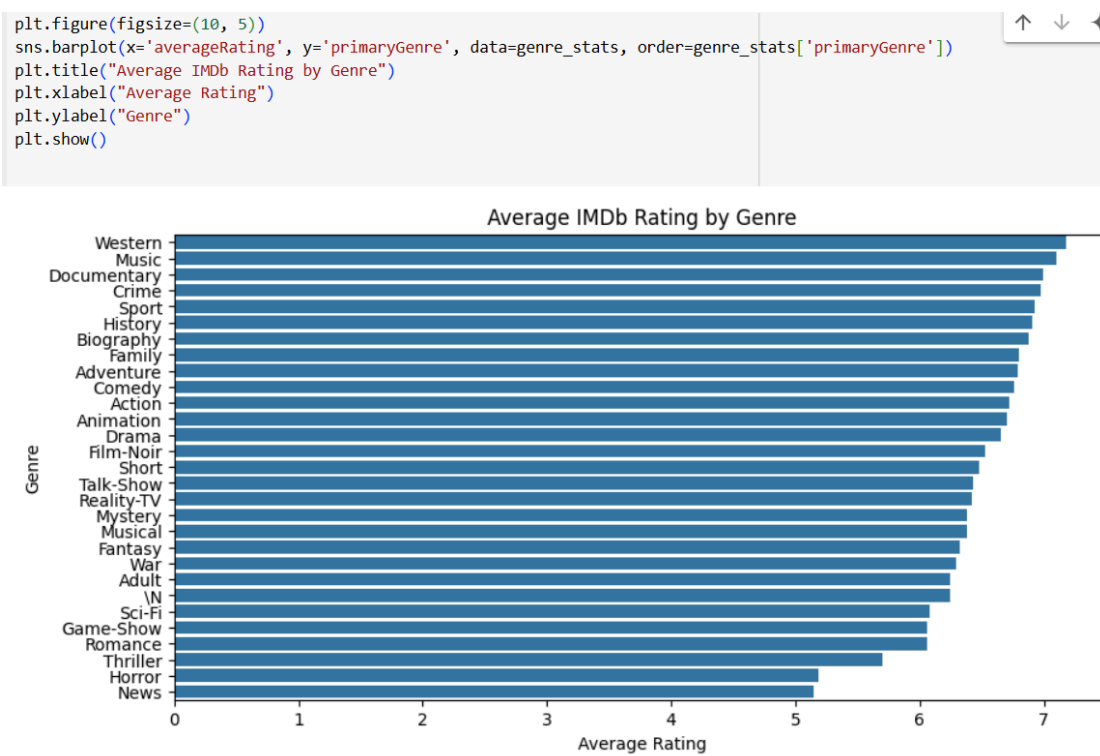 plt.figure(figsize=(10, 5))
sns.barplot(x='averageRating', y='primaryGenre', data=genre_stats, order=genre_stats['primaryGenre'])
plt.title("Average IMDb Rating by Genre")
plt.xlabel("Average Rating")
plt.ylabel("Genre")
plt.show()
Average IMDb Rating by Genre
Genre
Western
Music
Documentary
Crime
Sport
History
Biography
Family
Adventure
Comedy
Action
Animation
Drama
Film-Noir
Short
Talk-Show
Reality-TV
Mystery
Musical
Fantasy
War
Adult
\N
Sci-Fi
Game-Show
Romance
Thriller
Horror
News
0 1 2 3 4 5 6 7
Average Rating